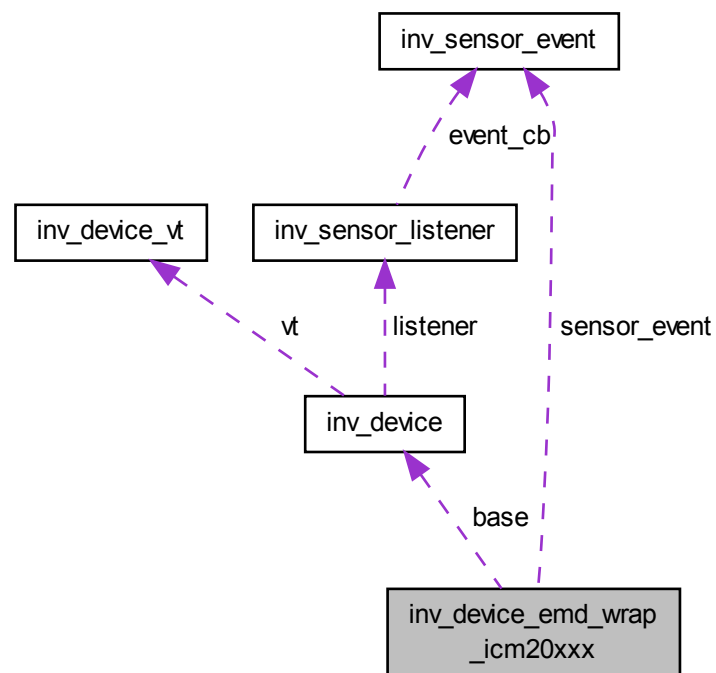 inv_sensor_event
event_cb
inv_device_vt
inv_sensor_listener
vt
listener
sensor_event
inv_device
base
inv_device_emd_wrap
_icm20xxx